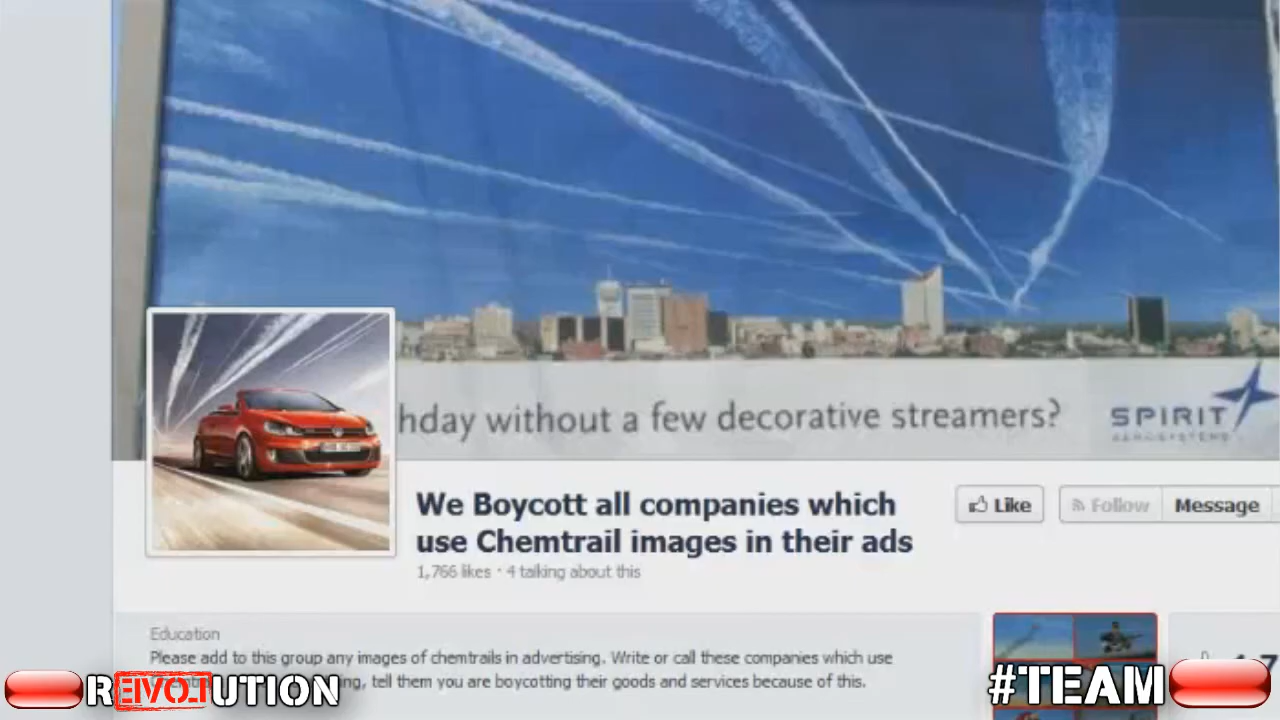 hday without a few decorative streamers?
SPIRIT
AEROSYSTEMS
We Boycott all companies which
use Chemtrail images in their ads
Like
Follow
Message
1,766 likes · 4 talking about this
Education
Please add to this group any images of chemtrails in advertising. Write or call these companies which use
ng, tell them you are boycotting their goods and services because of this.
REVOLUTION
#TEAM